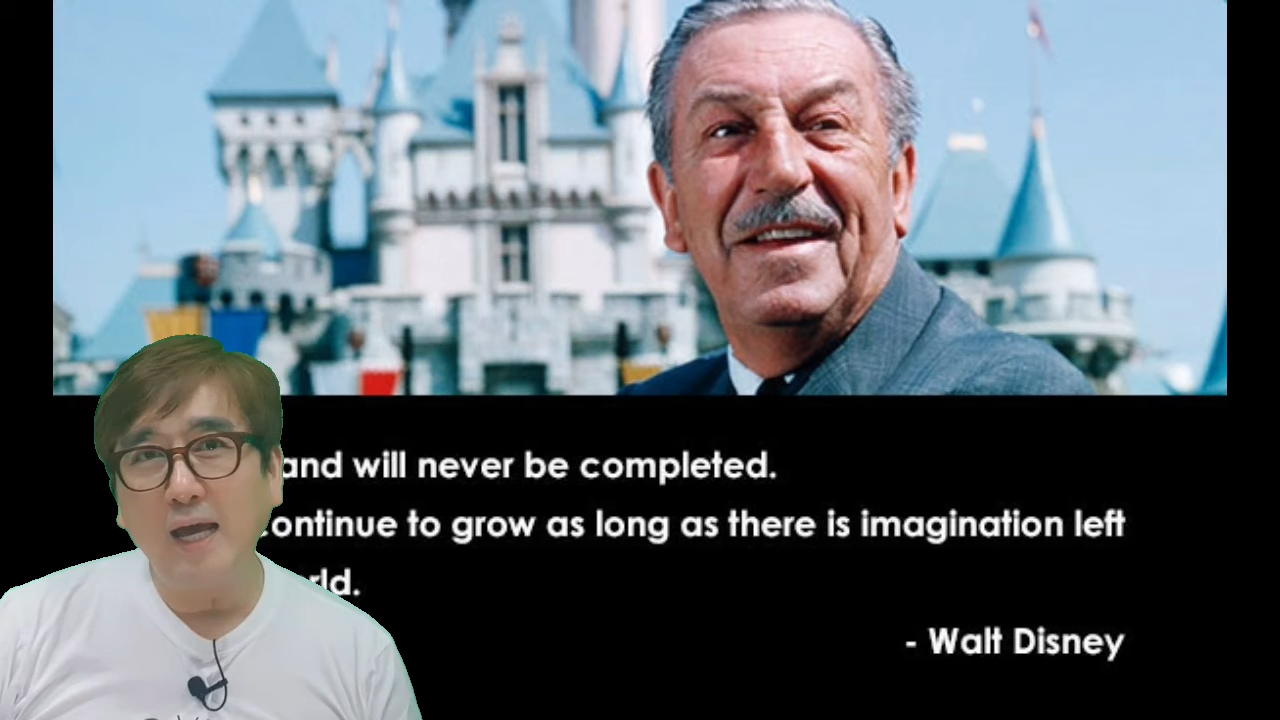 and will never be completed.
continue to grow as long as there is imagination left
rld.
- Walt Disney